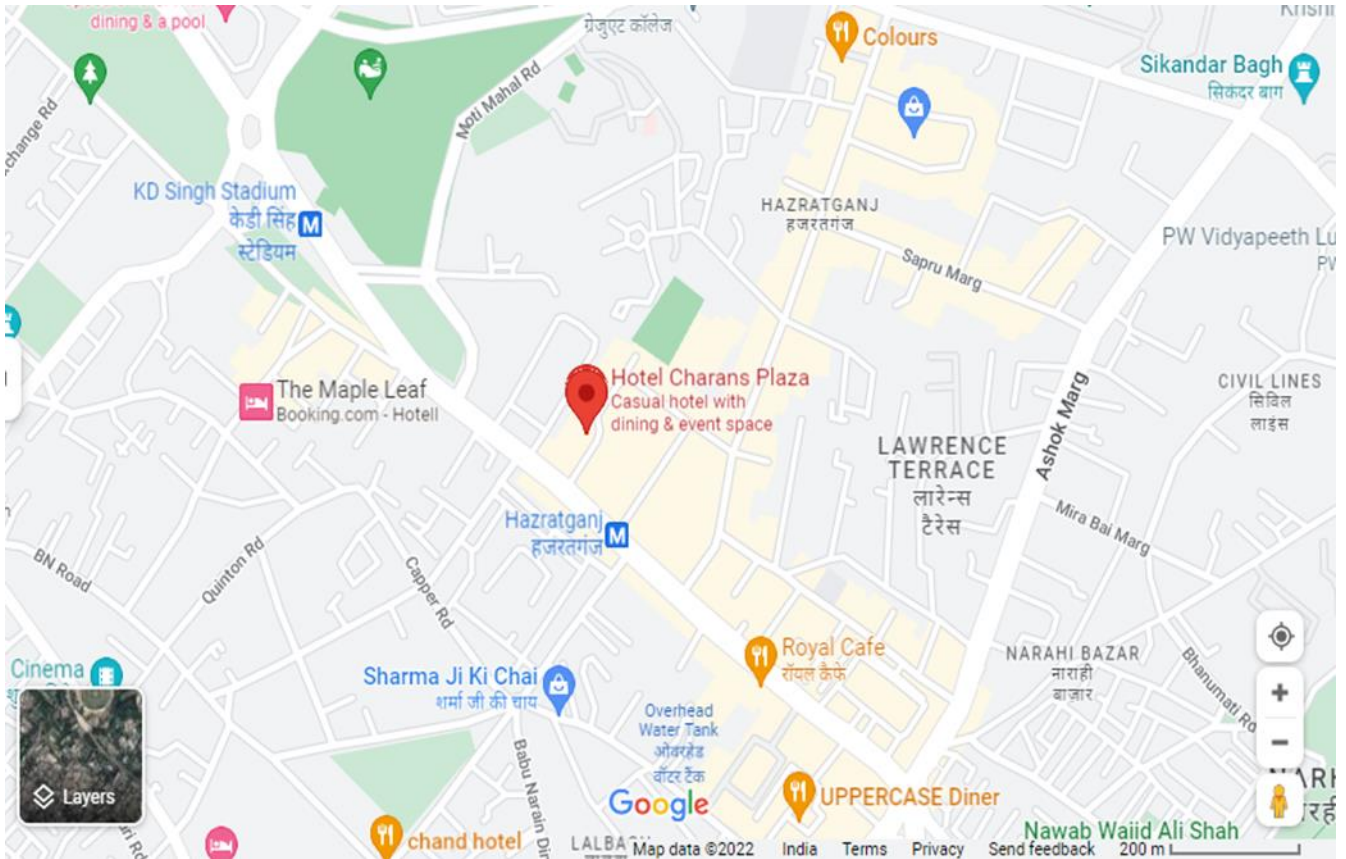 dining & a pool
ग्रेजुएट कॉलेज
Colours
Sikandar Bagh
सिकंदर बाग
change Rd
Moti Mahal Rd
KD Singh Stadium
केडी सिंह
स्टेडियम
M
HAZRATGANJ
हजरतगंज
PW Vidyapeeth Lu
PW
Sapru Marg
The Maple Leaf
Booking.com - Hotell
Hotel Charans Plaza
Casual hotel with
dining & event space
CIVIL LINES
सिविल
लाइंस
Ashok Marg
LAWRENCE
TERRACE
लारेन्स
टैरेस
Mira Bai Marg
Hazratganj
हजरतगंज
M
BN Road
Quinton Rd
Capper Rd
Royal Cafe
रॉयल कैफे
NARAHI BAZAR
नाराही
बाज़ार
Bhanumati Rd
Cinema
Sharma Ji Ki Chai
शर्मा जी की चाय
Overhead
Water Tank
ओवरहेड
वॉटर टैंक
Babu Narain Dir
Layers
Google
UPPERCASE Diner
chand hotel
LALBA
Nawab Wajid Ali Shah
Map data ©2022 India Terms Privacy Send feedback 200 m